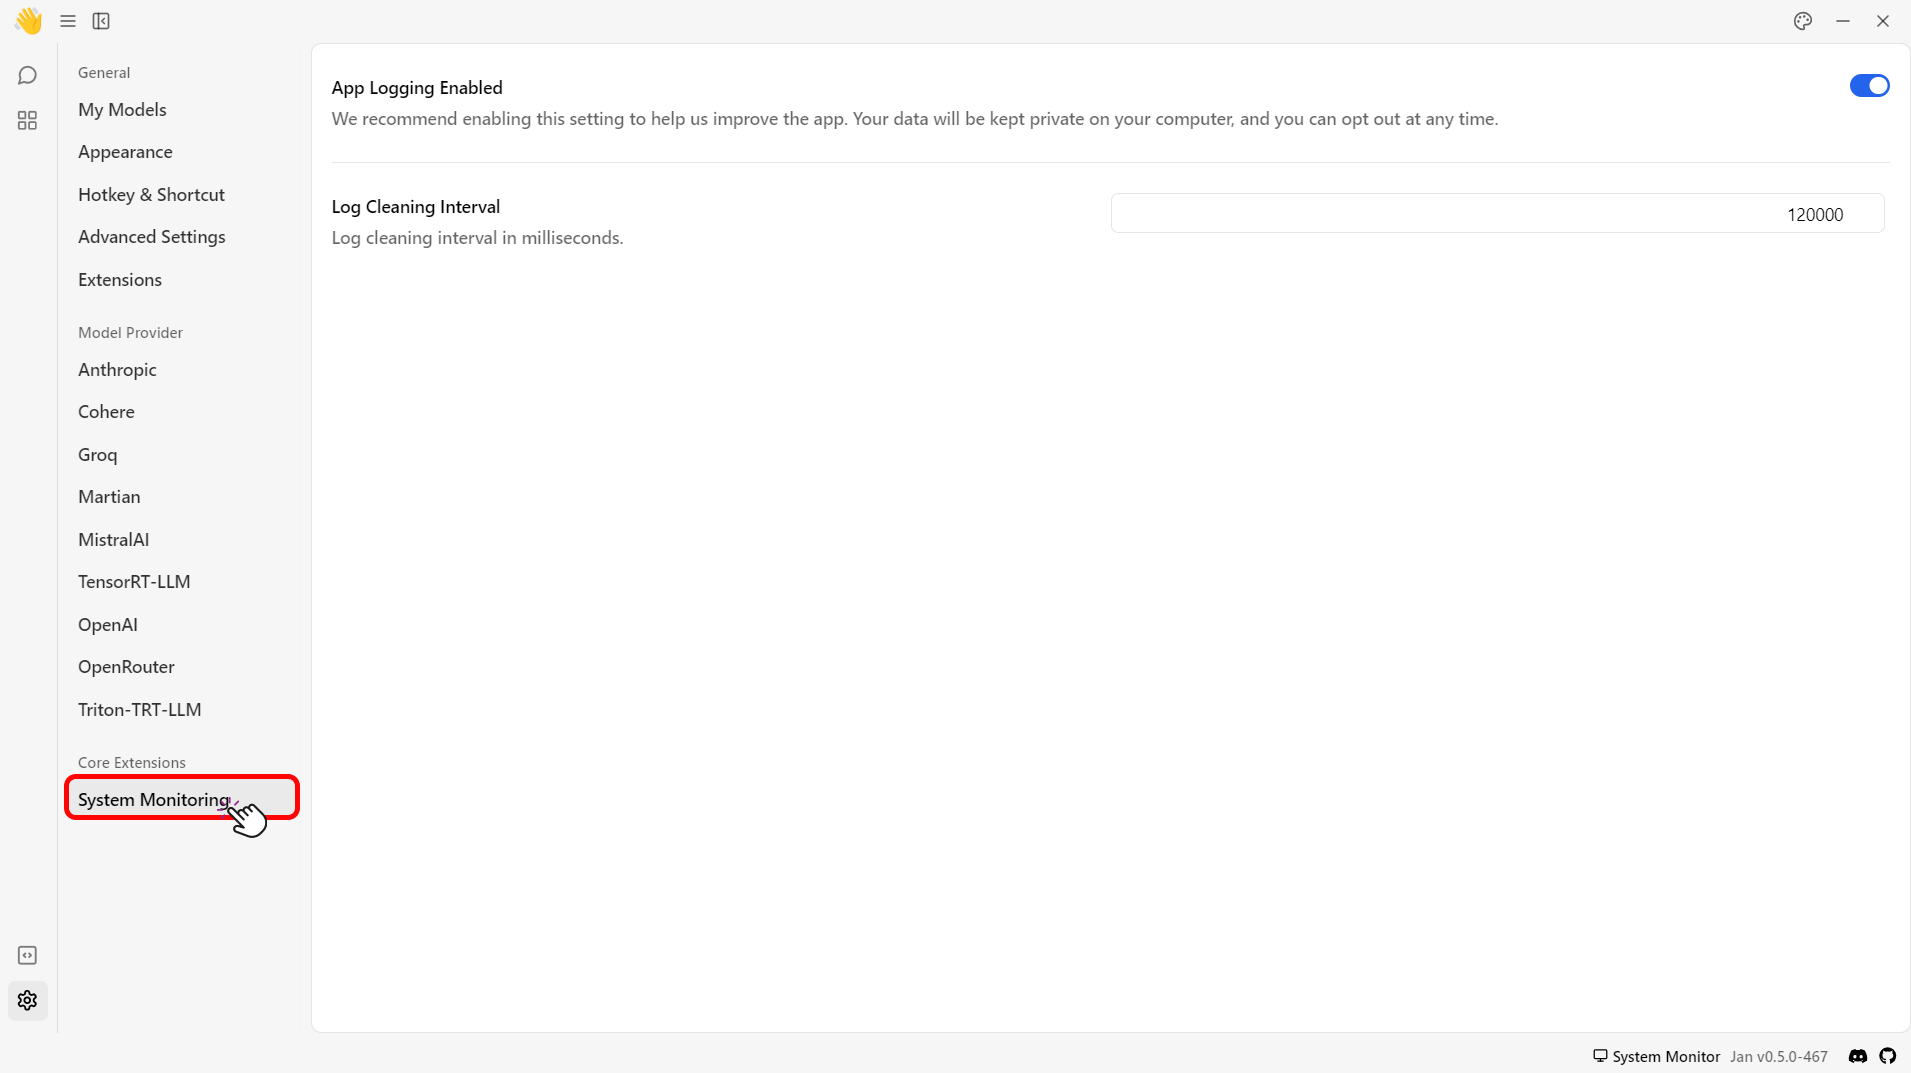 General
My Models
Appearance
Hotkey & Shortcut
Advanced Settings
Extensions
Model Provider
Anthropic
Cohere
Groq
Martian
MistralAI
TensorRT-LLM
OpenAI
OpenRouter
Triton-TRT-LLM
Core Extensions
System Monitoring
App Logging Enabled
We recommend enabling this setting to help us improve the app. Your data will be kept private on your computer, and you can opt out at any time.
Log Cleaning Interval
120000
Log cleaning interval in milliseconds.
System Monitor Jan v0.5.0-467